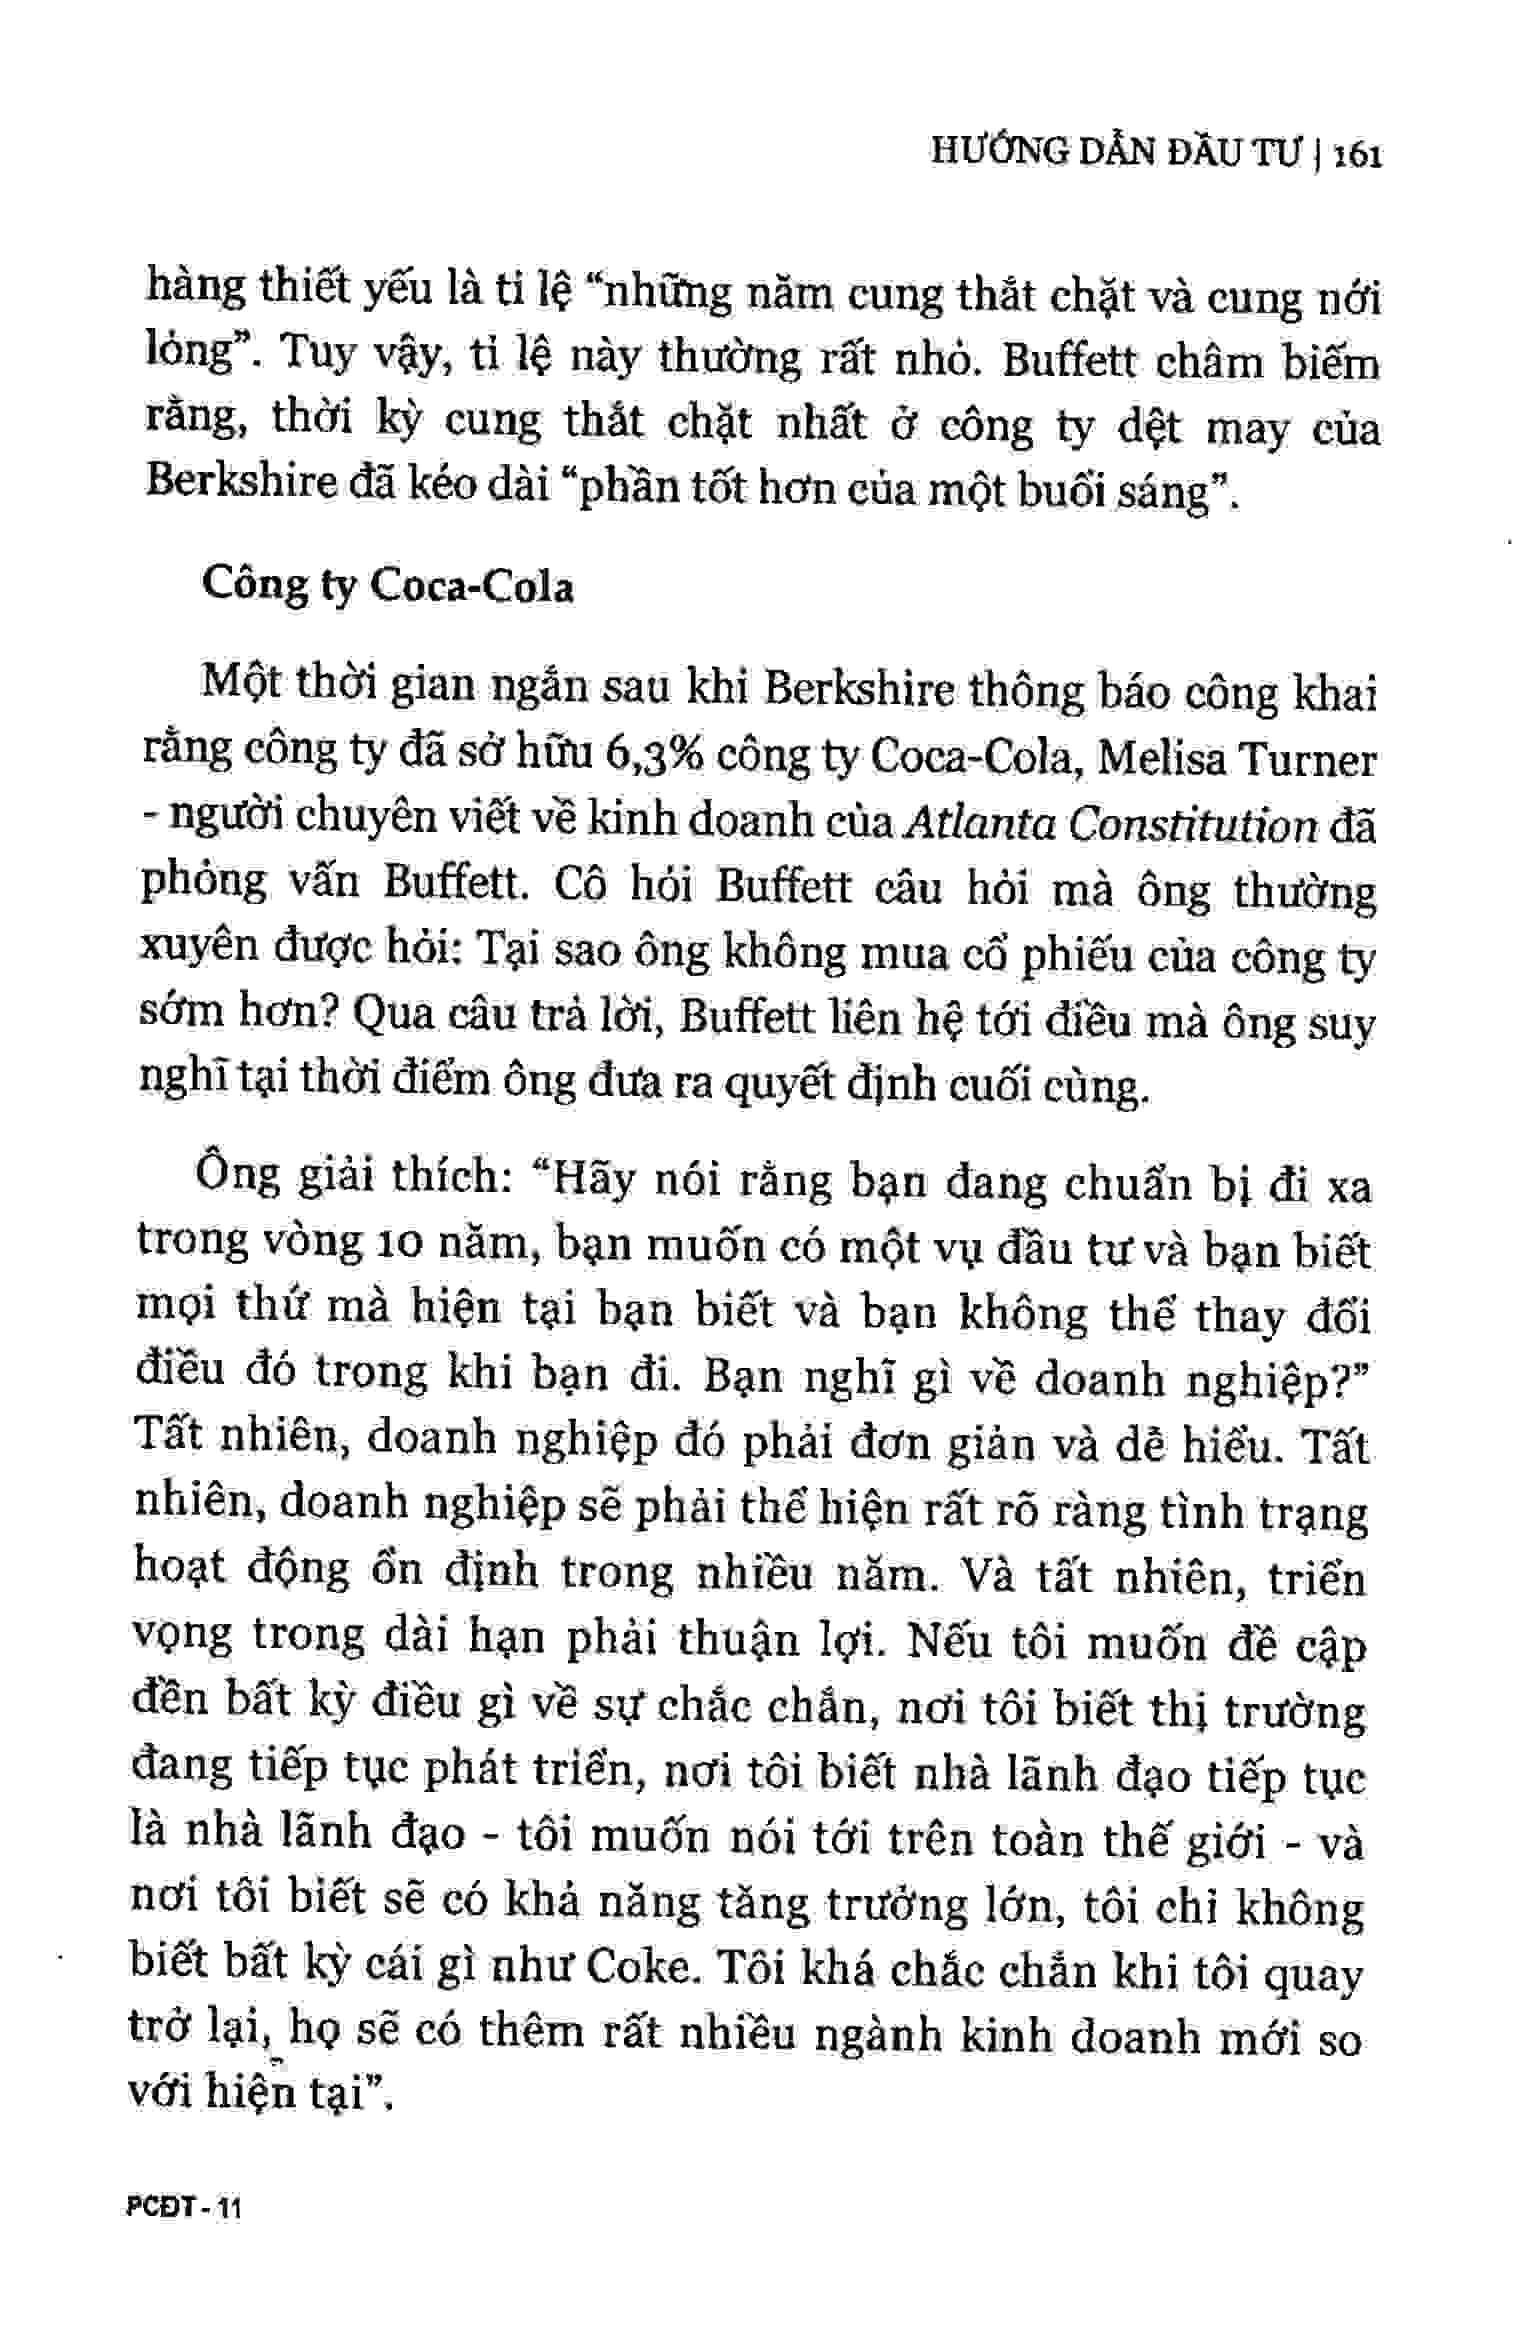 HƯỚNG DẪN ĐẦU TƯ | 161
hàng thiết yếu là tỉ lệ “những năm cung thắt chặt và cung nới
lỏng”. Tuy vậy, tỉ lệ này thường rất nhỏ. Buffett châm biếm
rằng, thời kỳ cung thắt chặt nhất ở công ty dệt may của
Berkshire đã kéo dài “phần tốt hơn của một buổi sáng”.
Công ty Coca-Cola
Một thời gian ngắn sau khi Berkshire thông báo công khai
rằng công ty đã sở hữu 6,3% công ty Coca-Cola, Melisa Turner
- người chuyên viết về kinh doanh của Atlanta Constitution đã
phỏng vấn Buffett. Cô hỏi Buffett câu hỏi mà ông thường
xuyên được hỏi: Tại sao ông không mua cổ phiếu của công ty
sớm hơn? Qua câu trả lời, Buffett liên hệ tới điều mà ông suy
nghĩ tại thời điểm ông đưa ra quyết định cuối cùng.
Ông giải thích: “Hãy nói rằng bạn đang chuẩn bị đi xa
trong vòng 10 năm, bạn muốn có một vụ đầu tư và bạn biết
mọi thứ mà hiện tại bạn biết và bạn không thể thay đổi
điều đó trong khi bạn đi. Bạn nghĩ gì về doanh nghiệp?”
Tất nhiên, doanh nghiệp đó phải đơn giản và dễ hiểu. Tất
nhiên, doanh nghiệp sẽ phải thể hiện rất rõ ràng tình trạng
hoạt động ổn định trong nhiều năm. Và tất nhiên, triển
vọng trong dài hạn phải thuận lợi. Nếu tôi muốn đề cập
đền bất kỳ điều gì về sự chắc chắn, nơi tôi biết thị trường
đang tiếp tục phát triển, nơi tôi biết nhà lãnh đạo tiếp tục
là nhà lãnh đạo - tôi muốn nói tới trên toàn thế giới - và
nơi tôi biết sẽ có khả năng tăng trưởng lớn, tôi chỉ không
biết bất kỳ cái gì như Coke. Tôi khá chắc chắn khi tôi quay
trở lại, họ sẽ có thêm rất nhiều ngành kinh doanh mới so
với hiện tại”.
PCĐT - 11